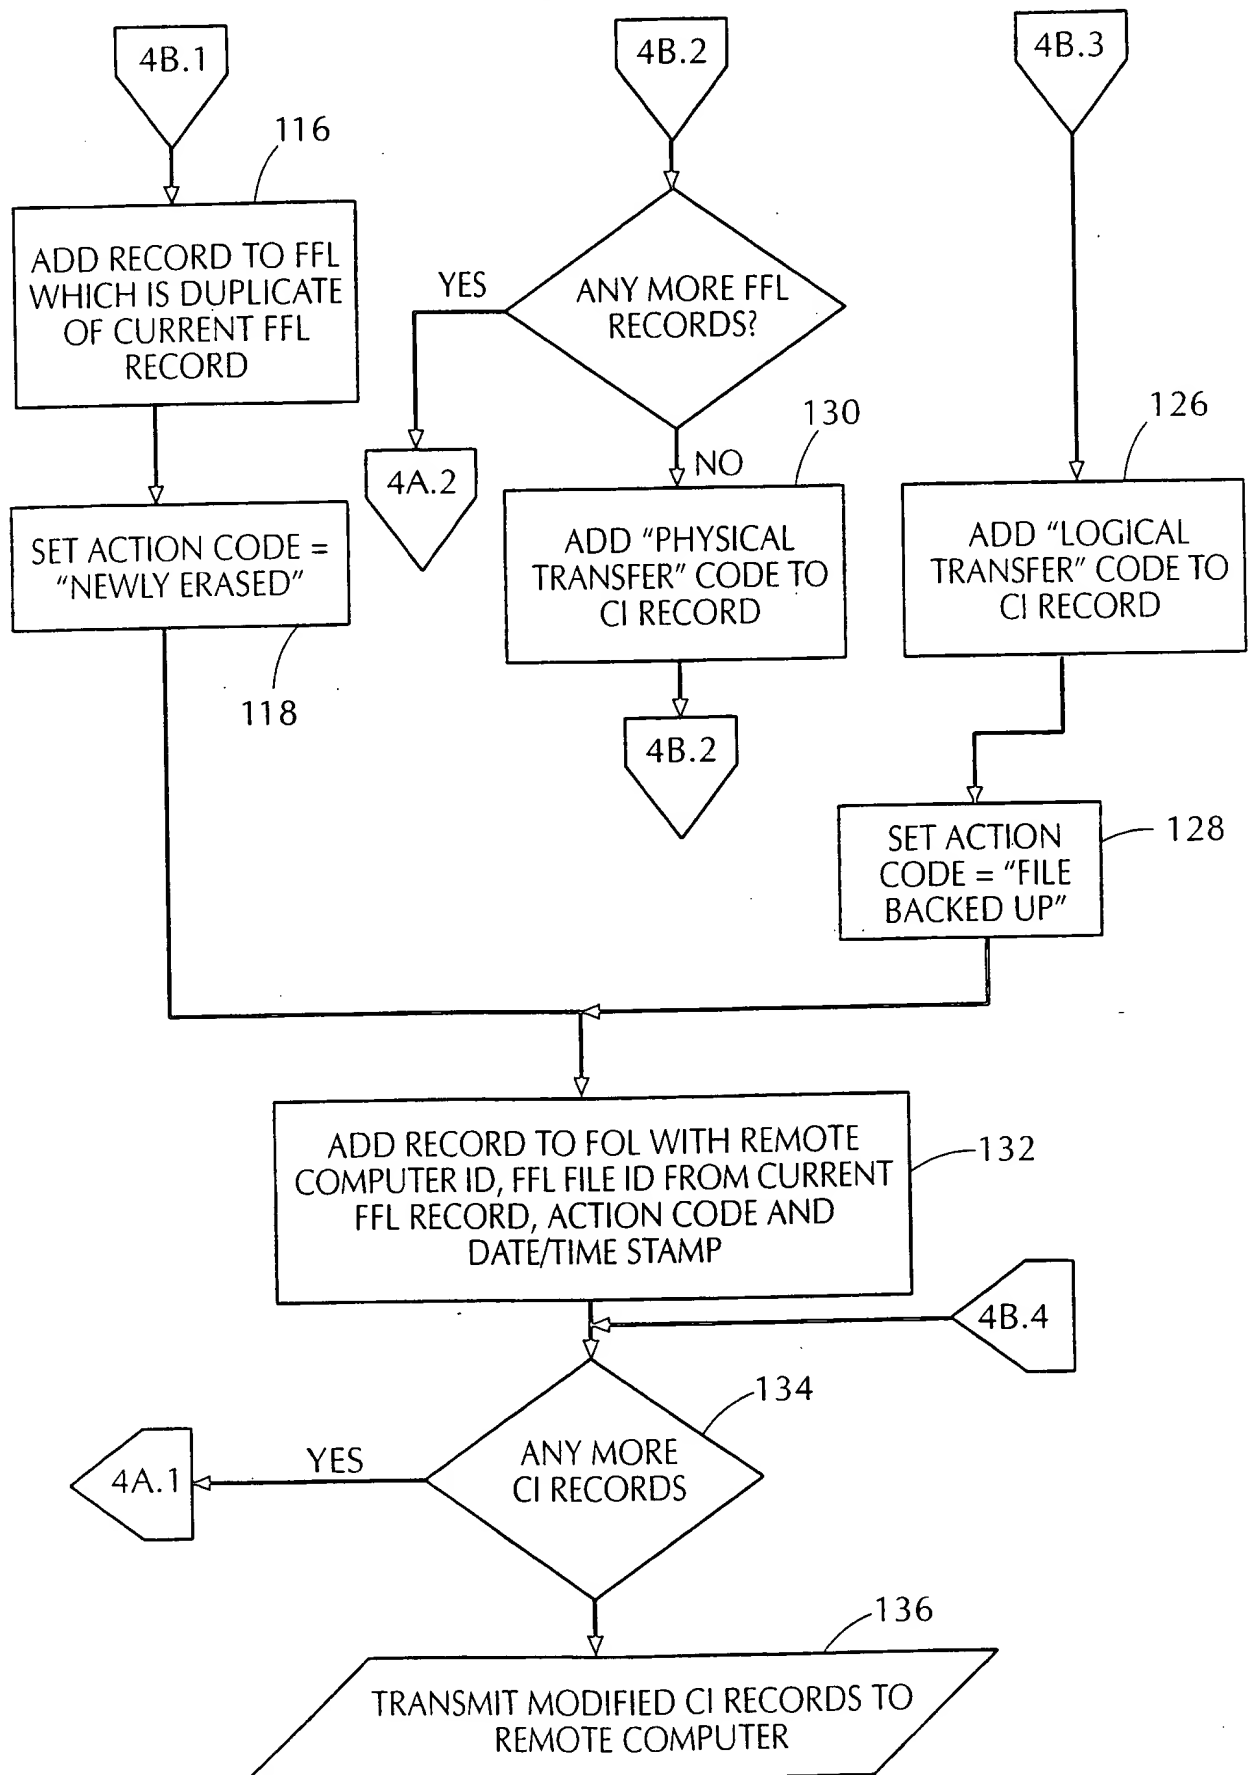 4B.1
4B.2
4B.3
116
ADD RECORD TO FFL
WHICH IS DUPLICATE
OF CURRENT FFL
RECORD
YES
ANY MORE FFL
RECORDS?
130
126
4A.2
NO
SET ACTION CODE =
"NEWLY ERASED"
ADD "PHYSICAL
TRANSFER" CODE TO
CI RECORD
ADD "LOGICAL
TRANSFER" CODE TO
CI RECORD
118
4B.2
SET ACTION
CODE = "FILE
BACKED UP"
128
ADD RECORD TO FOL WITH REMOTE
COMPUTER ID, FFL FILE ID FROM CURRENT
FFL RECORD, ACTION CODE AND
DATE/TIME STAMP
132
4B.4
134
ANY MORE
CI RECORDS
YES
4A.1
136
TRANSMIT MODIFIED CI RECORDS TO
REMOTE COMPUTER